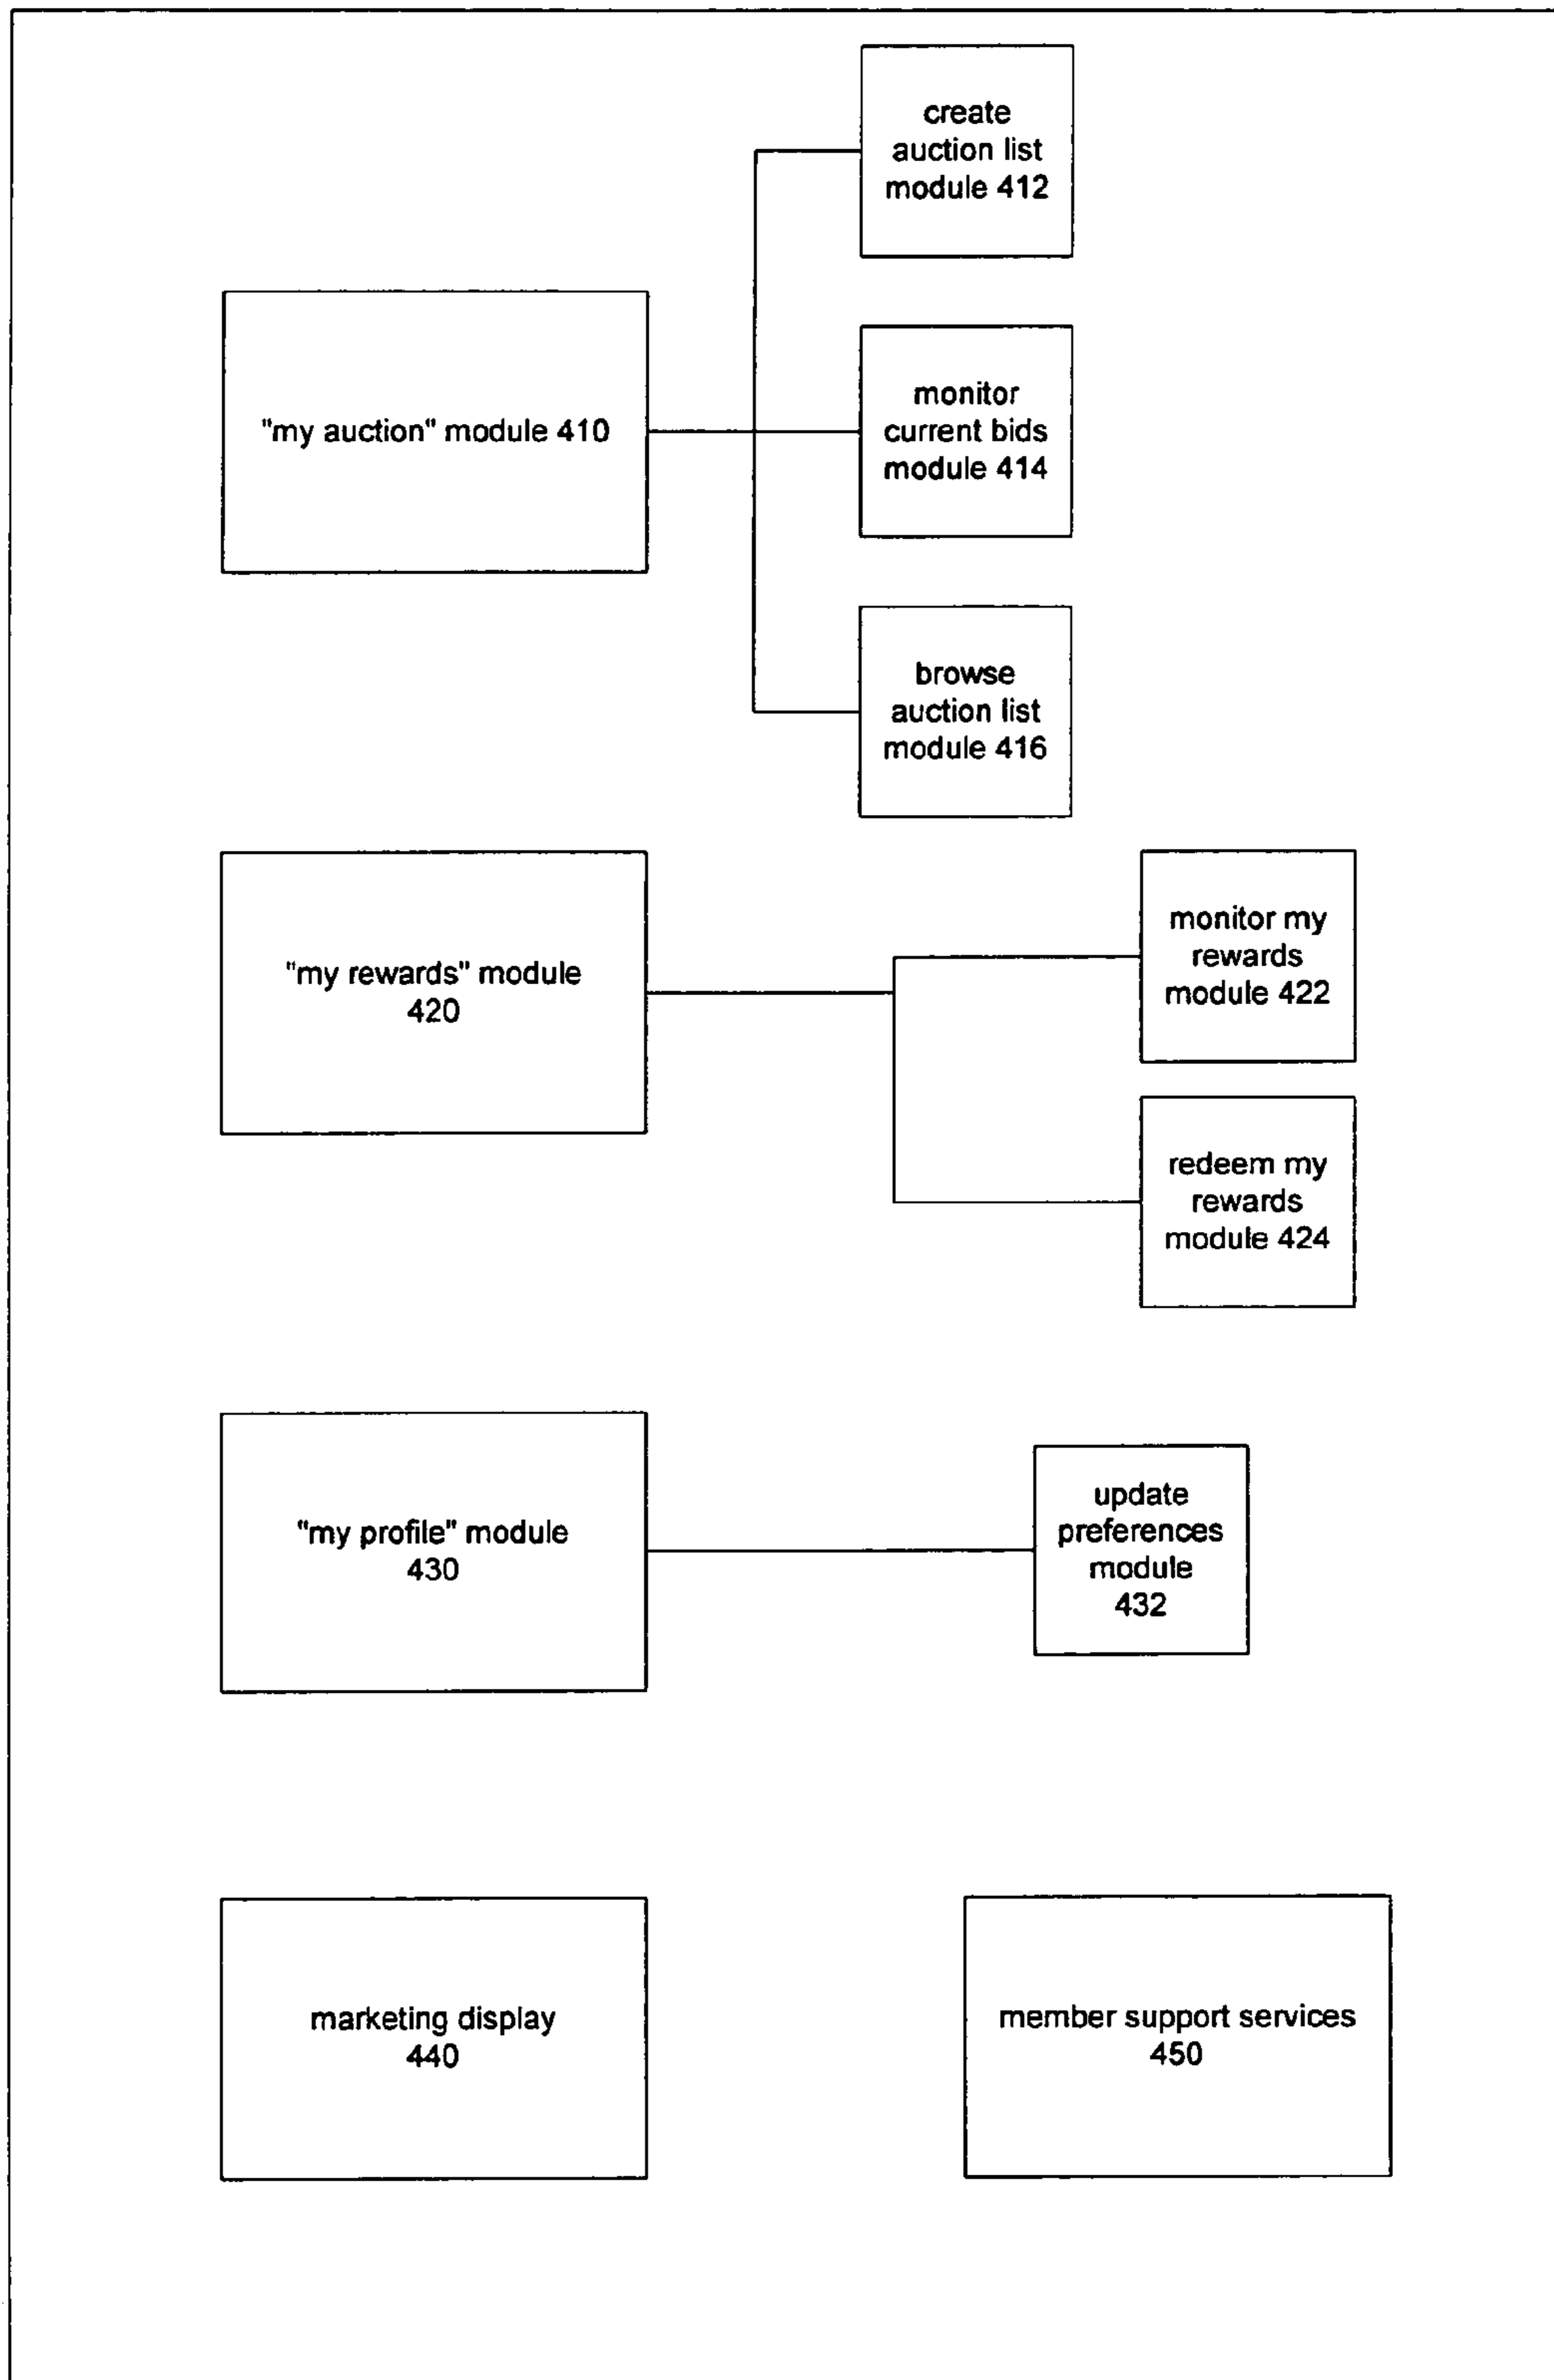 create
auction list
module 412
"my auction" module 410
monitor
current bids
module 414
browse
auction list
module 416
"my rewards" module
420
monitor my
rewards
module 422
redeem my
rewards
module 424
"my profile" module
430
update
preferences
module
432
marketing display
440
member support services
450